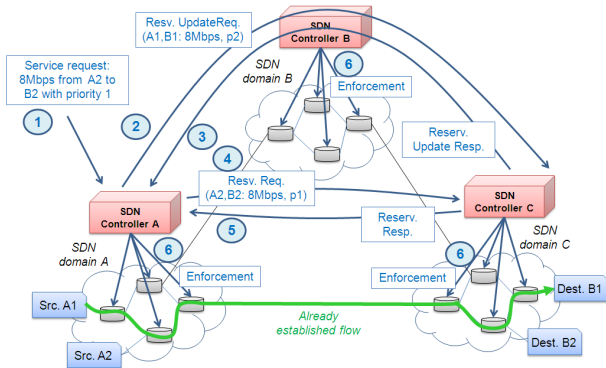 Resv. UpdateReq.
(A1,B1: 8Mbps, p2)
SDN
Controller B
Service request:
8Mbps from A2 to
B2 with priority 1
SDN
domain B
6
Enforcement
1
2
3
Reserv.
Update Resp.
4
Resv. Req.
(A2,B2: 8Mbps, p1)
SDN
Controller A
SDN
Controller C
Reserv.
Resp.
5
SDN
domain A
6
6
SDN
domain C
Enforcement
Enforcement
Src. A1
Dest. B1
Already
established flow
Src. A2
Dest. B2